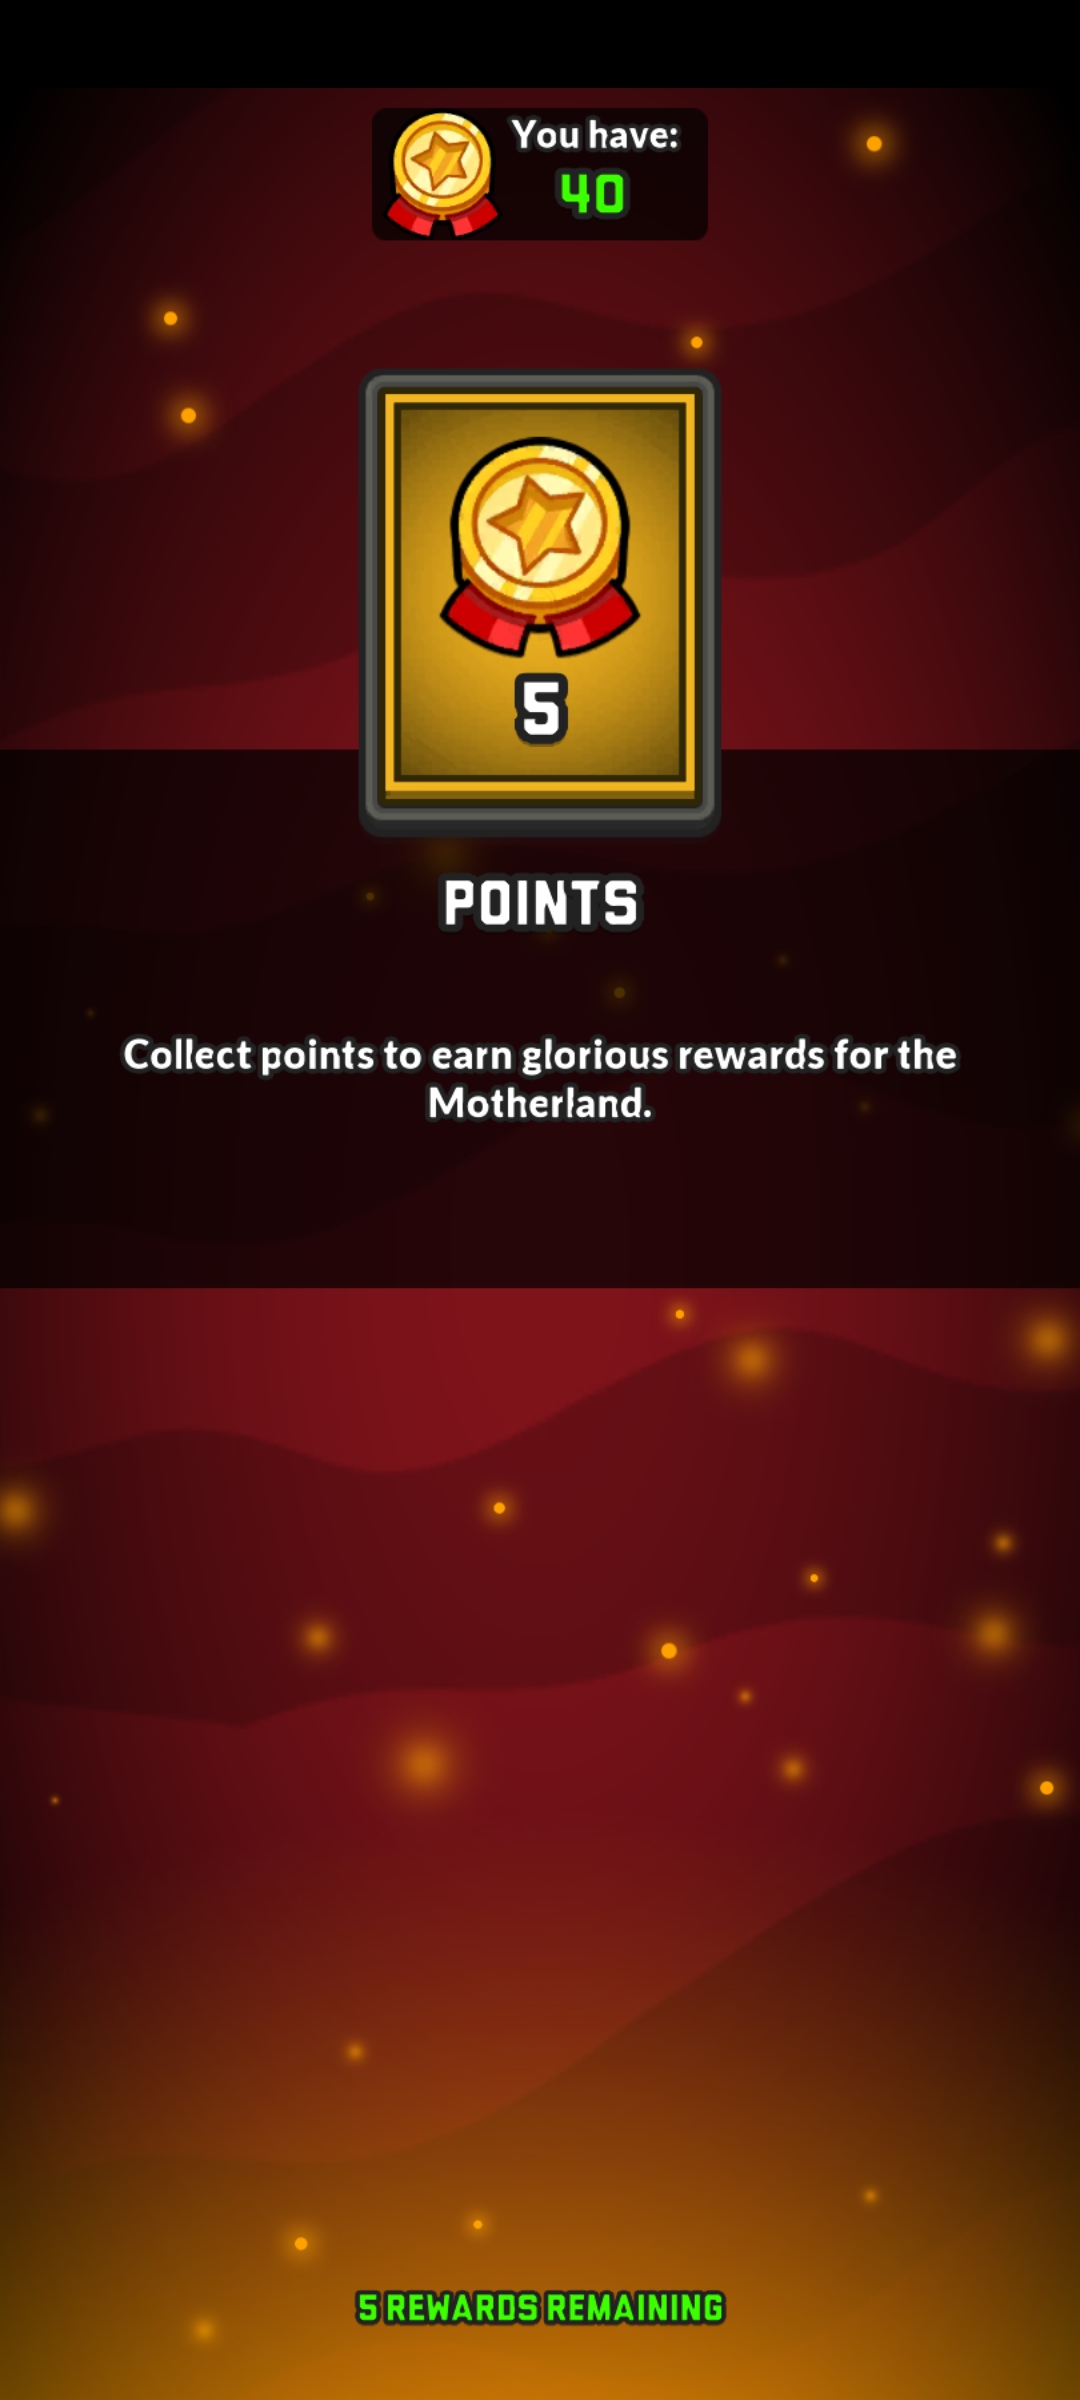 You have:
40
5
POINTS
Collect points to earn glorious rewards for the
Motherland.
5 REWARDS REMAINING